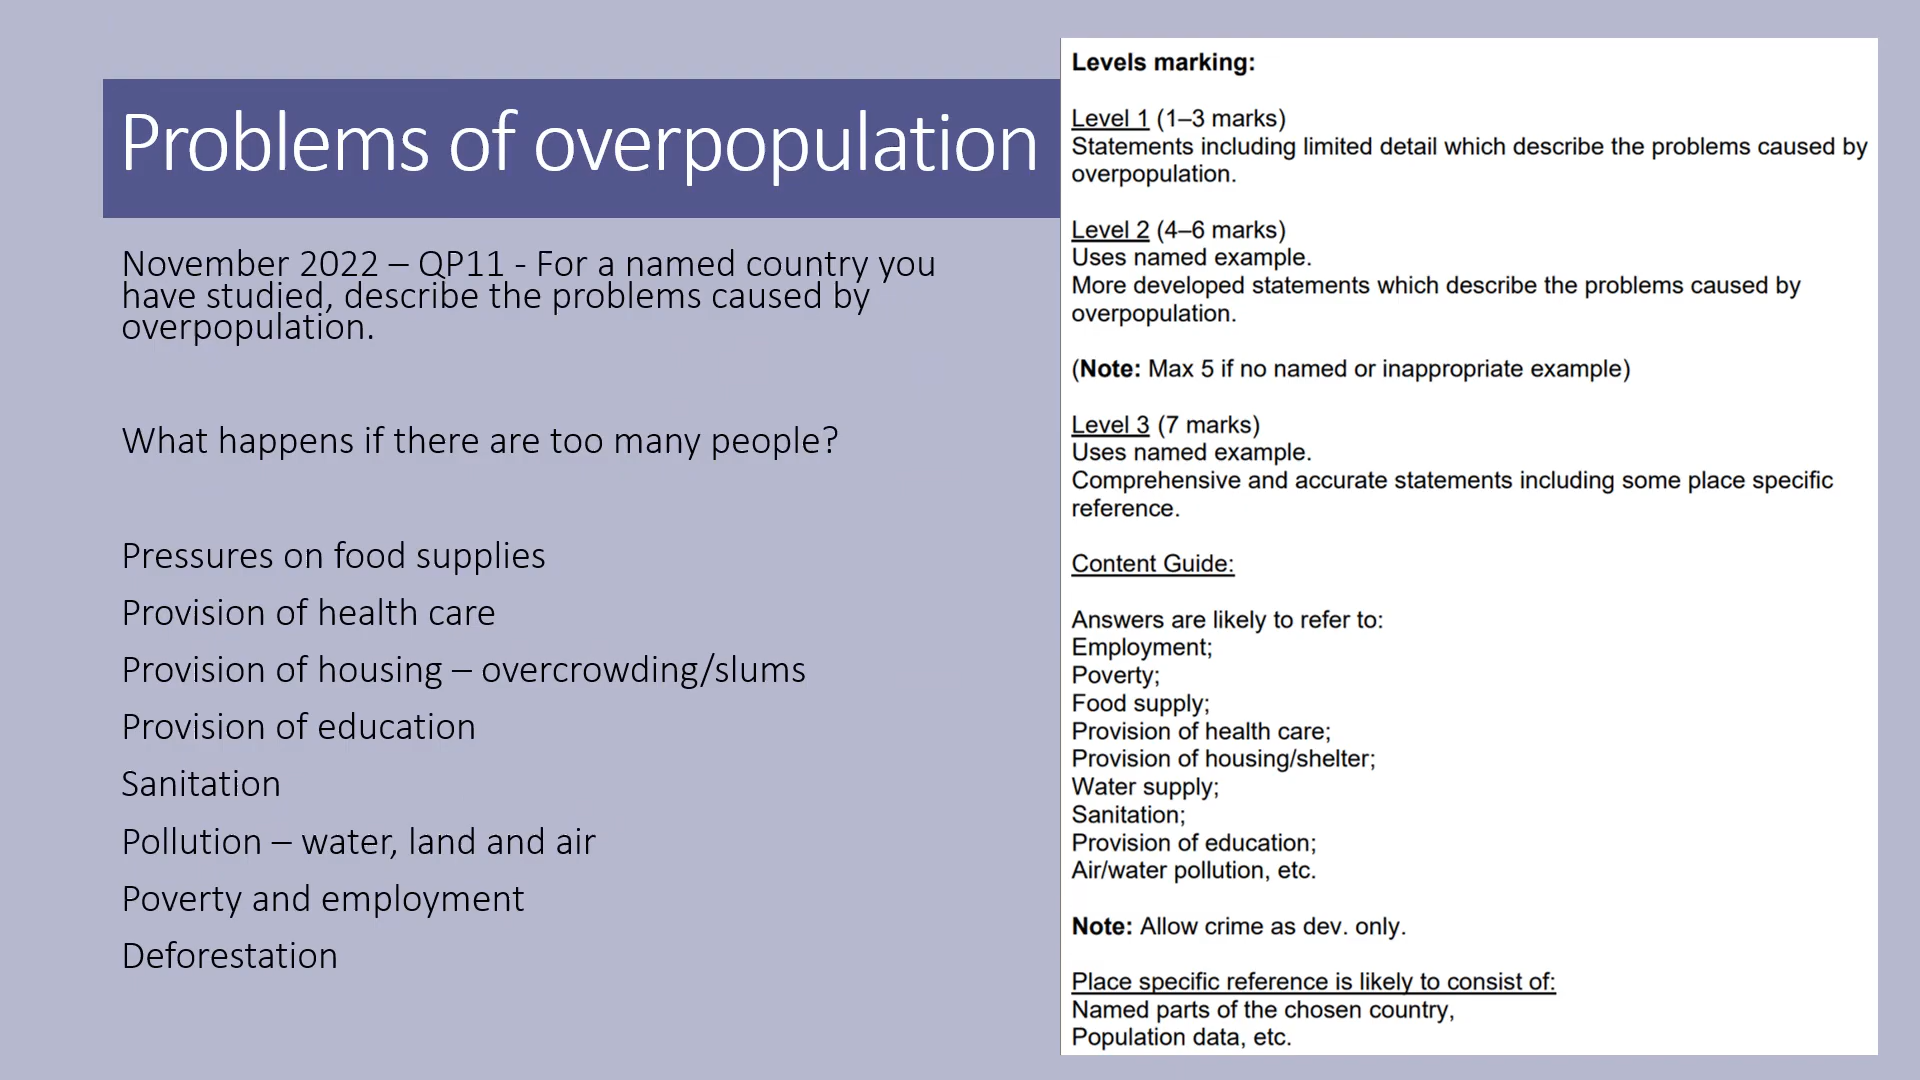 Problems of overpopulation
November 2022 – QP11 - For a named country you
have studied, describe the problems caused by
overpopulation.
What happens if there are too many people?
Pressures on food supplies
Provision of health care
Provision of housing – overcrowding/slums
Provision of education
Sanitation
Pollution – water, land and air
Poverty and employment
Deforestation
Levels marking:
Level 1 (1–3 marks)
Statements including limited detail which describe the problems caused by
overpopulation.
Level 2 (4–6 marks)
Uses named example.
More developed statements which describe the problems caused by
overpopulation.
(Note: Max 5 if no named or inappropriate example)
Level 3 (7 marks)
Uses named example.
Comprehensive and accurate statements including some place specific
reference.
Content Guide:
Answers are likely to refer to:
Employment;
Poverty;
Food supply;
Provision of health care;
Provision of housing/shelter;
Water supply;
Sanitation;
Provision of education;
Air/water pollution, etc.
Note: Allow crime as dev. only.
Place specific reference is likely to consist of:
Named parts of the chosen country,
Population data, etc.